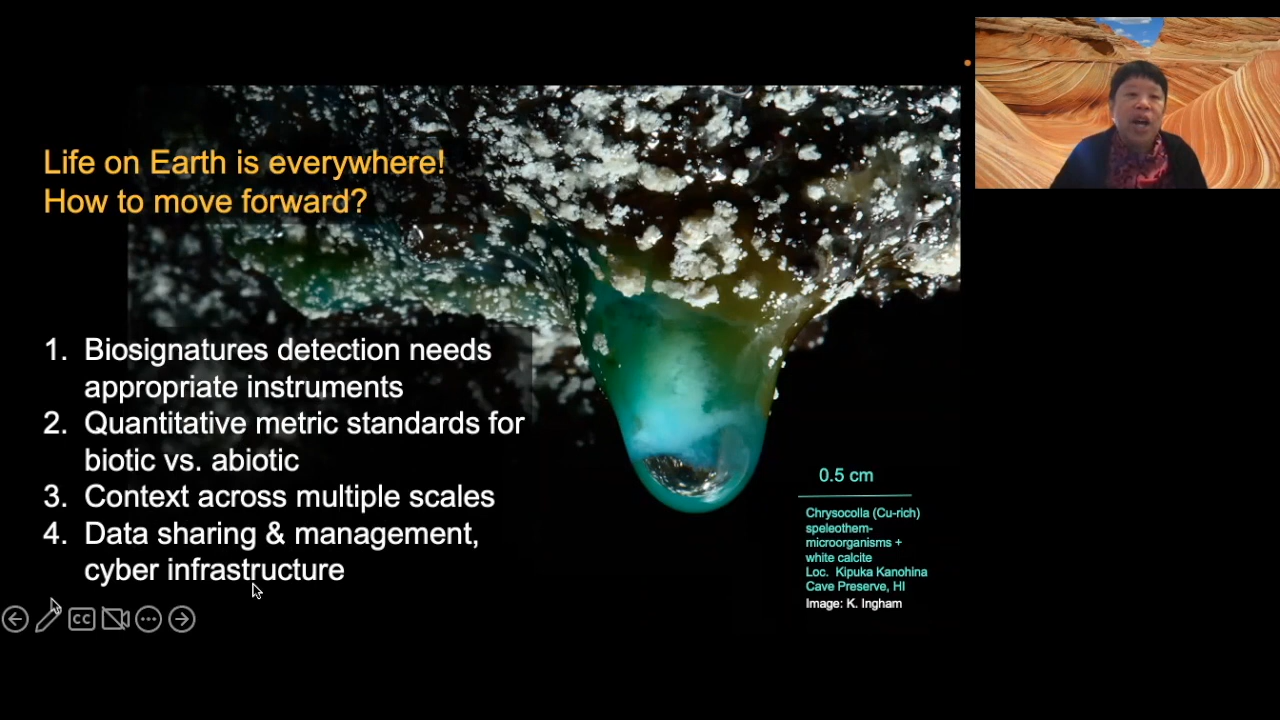 Life on Earth is everywhere!
How to move forward?
1. Biosignatures detection needs
appropriate instruments
2. Quantitative metric standards for
biotic vs. abiotic
3. Context across multiple scales
4. Data sharing & management,
cyber infrastructure
CC
0.5 cm
Chrysocolla (Cu-rich)
speleothem-
microorganisms +
white calcite
Loc. Kipuka Kanohina
Cave Preserve, HI
Image: K. Ingham